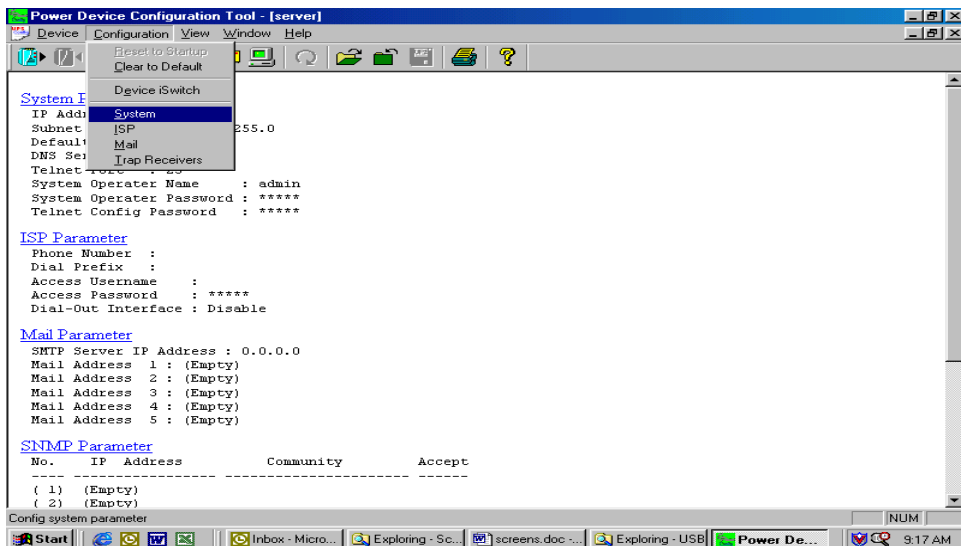 Power Device Configuration Tool - [server]
Device Configuration View Window Help
Reset to Startup
Clear to Default
Device iSwitch
System
ISP
Mail
Trap Receivers
System P
IP Addr
Subnet 255.0
Default
DNS Ser
Telnet Port : 23
System Operater Name : admin
System Operater Password : *****
Telnet Config Password : *****
ISP Parameter
Phone Number :
Dial Prefix :
Access Username :
Access Password : *****
Dial-Out Interface : Disable
Mail Parameter
SMTP Server IP Address : 0.0.0.0
Mail Address 1 : (Empty)
Mail Address 2 : (Empty)
Mail Address 3 : (Empty)
Mail Address 4 : (Empty)
Mail Address 5 : (Empty)
SNMP Parameter
No. IP Address Community Accept
---- ------------------ ----------------------- ------
( 1) (Empty)
( 2) (Empty)
Config system parameter NUM
Start Inbox - Micro... Exploring - Sc... screens.doc -... Exploring - USB Power De... 9:17 AM